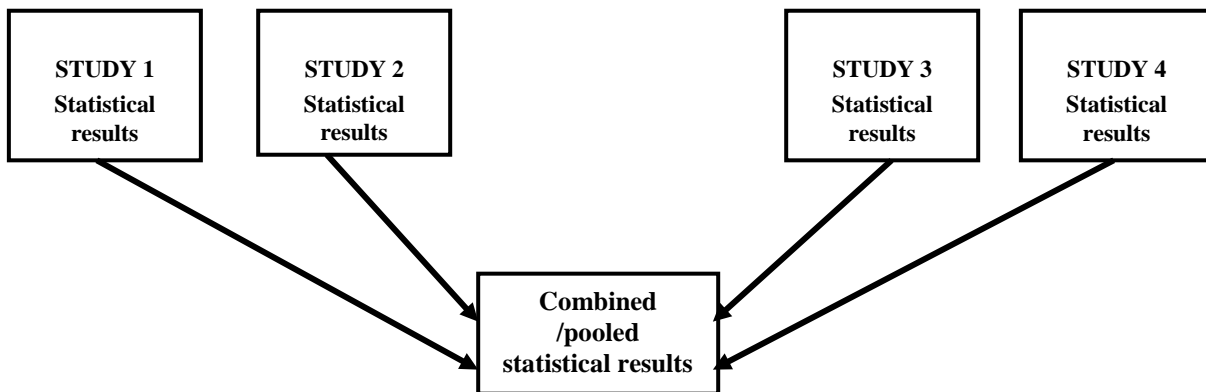 STUDY 1
Statistical
results
STUDY 2
Statistical
results
STUDY 3
Statistical
results
STUDY 4
Statistical
results
Combined
/pooled
statistical results